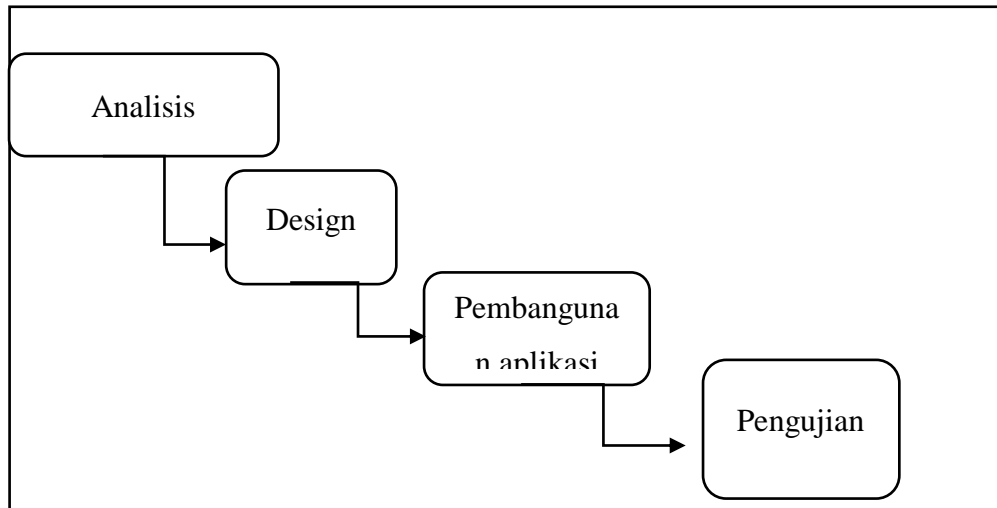 Analisis
Design
Pembanguna
n aplikasi
Pengujian